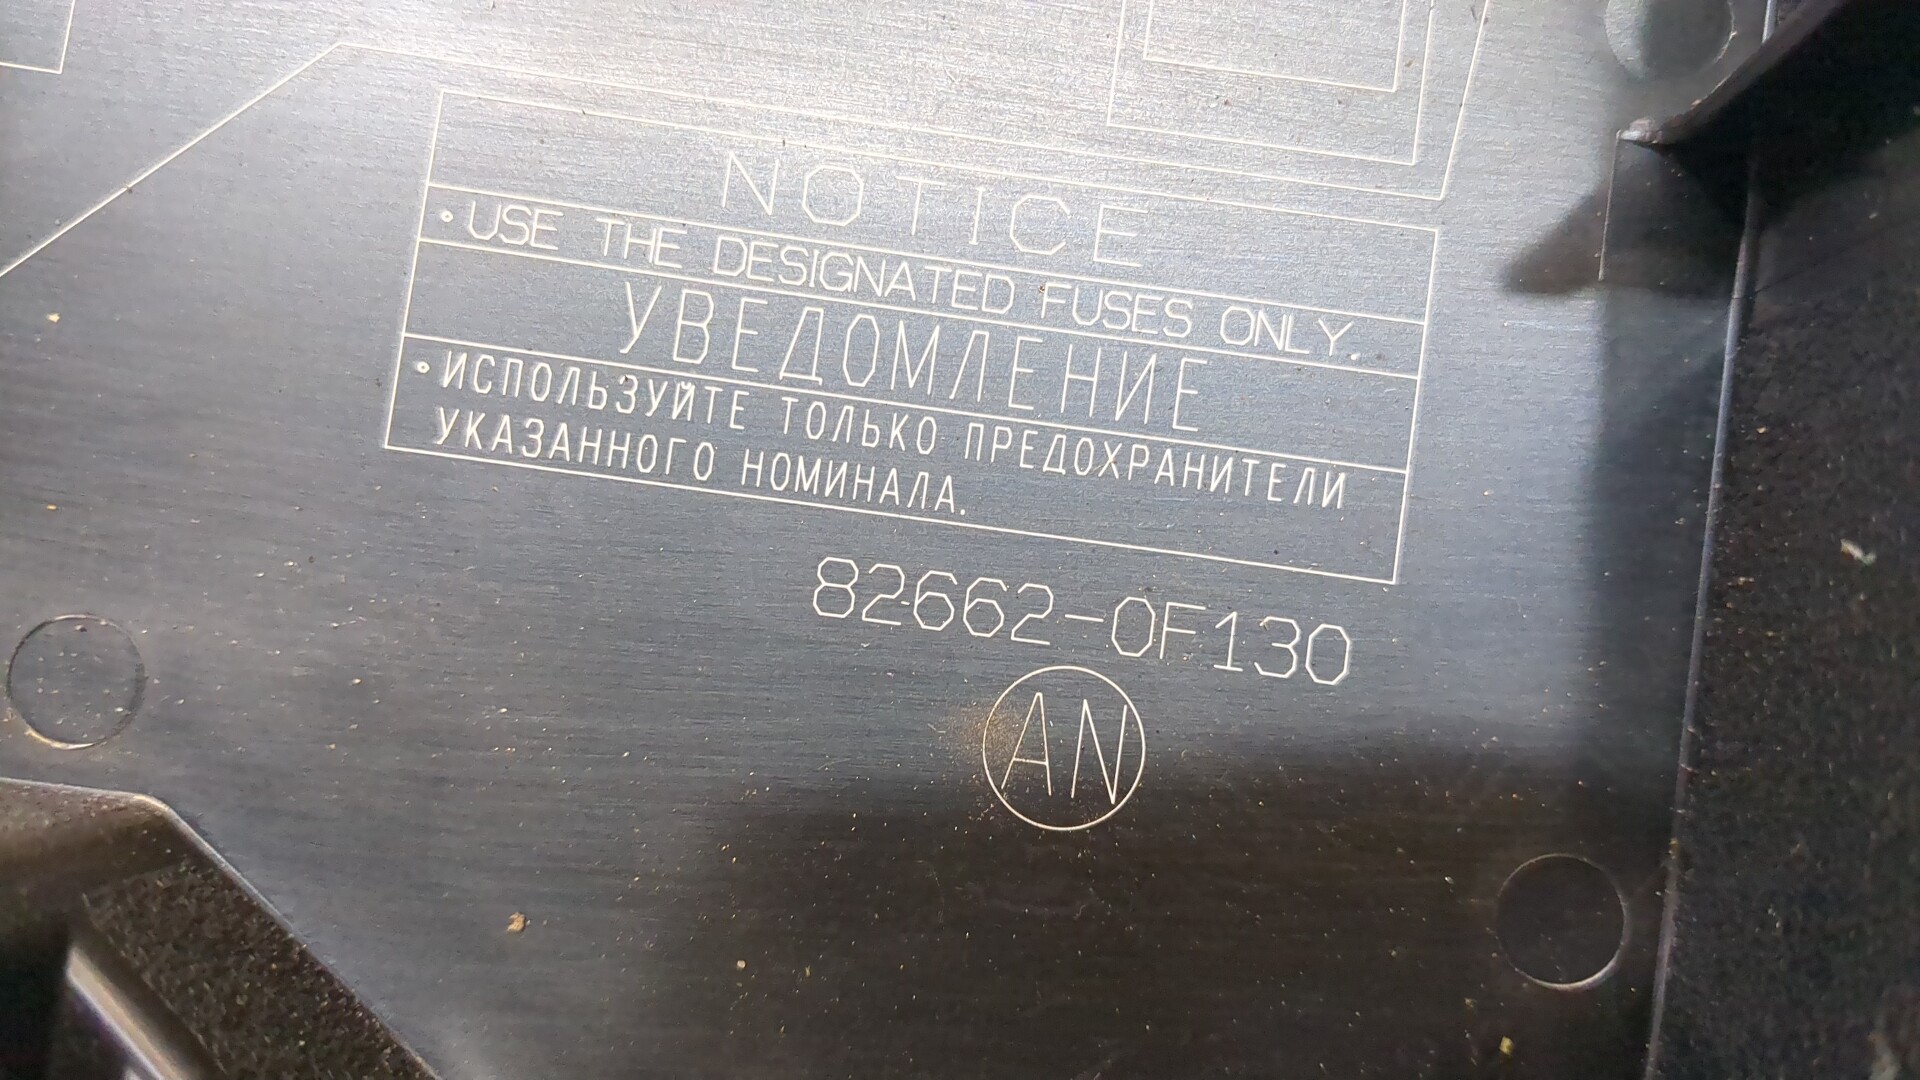 NOTICE
• USE THE DESIGNATED FUSES ONLY.
УВЕДОМЛЕНИЕ
• ИСПОЛЬЗУЙТЕ ТОЛЬКО ПРЕДОХРАНИТЕЛИ
УКАЗАННОГО НОМИНАЛА.
82662-0F130
AN